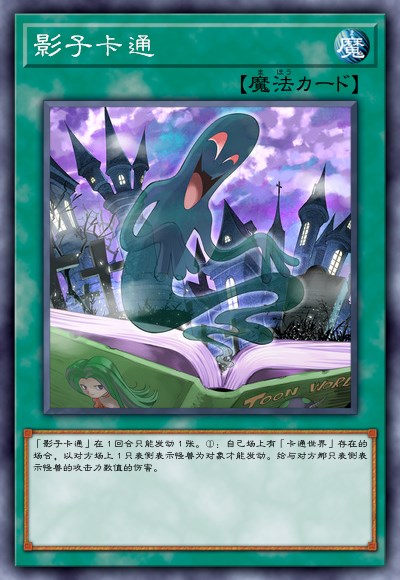 影子卡通
魔
【魔法カード】
ま ほう
TOON WORLD
「影子卡通」在1回合只能发动1张。①：自己场上有「卡通世界」存在的
场合，以对方场上1只表侧表示怪兽为对象才能发动。给与对方那只表侧表
示怪兽的攻击力数值的伤害。